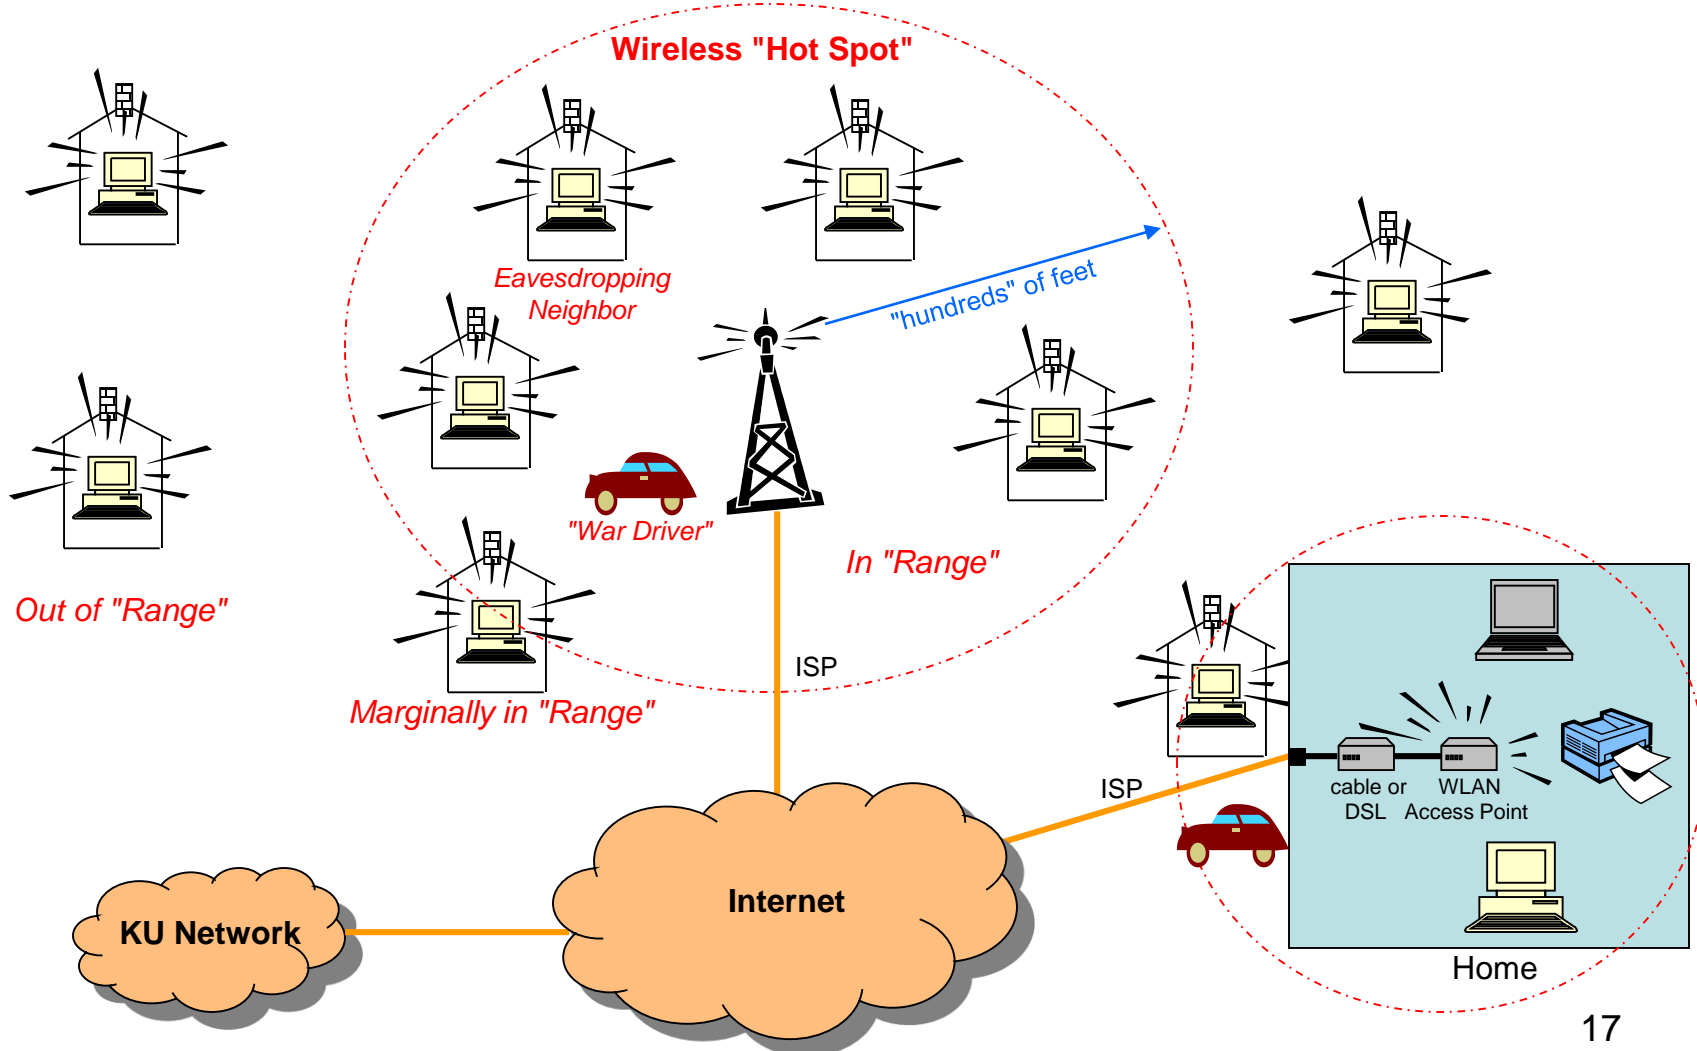 Wireless "Hot Spot"
Eavesdropping
Neighbor
"hundreds" of feet
"War Driver"
In "Range"
Out of "Range"
Marginally in "Range"
ISP
ISP
cable or
DSL
WLAN
Access Point
Internet
KU Network
Home
17